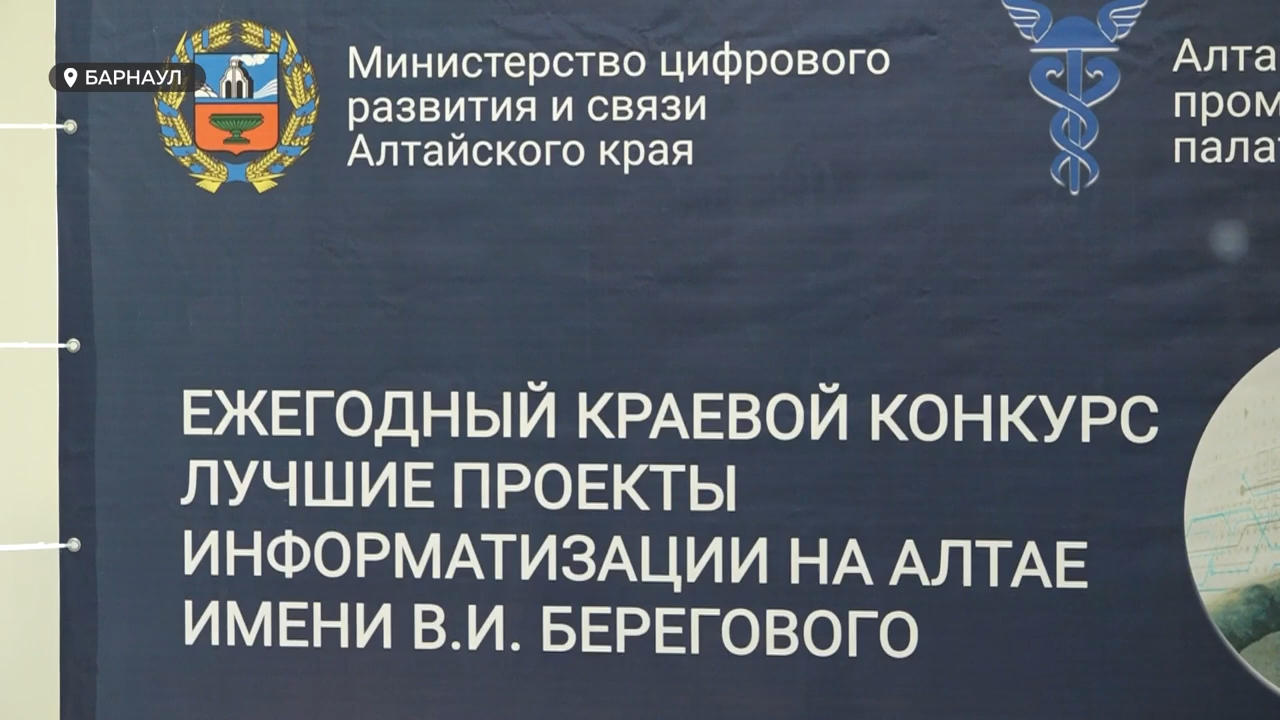 БАРНАУЛ
Министерство цифрового
развития и связи
Алтайского края
ЕЖЕГОДНЫЙ КРАЕВОЙ КОНКУРС
ЛУЧШИЕ ПРОЕКТЫ
ИНФОРМАТИЗАЦИИ НА АЛТАЕ
ИМЕНИ В.И. БЕРЕГОВОГО